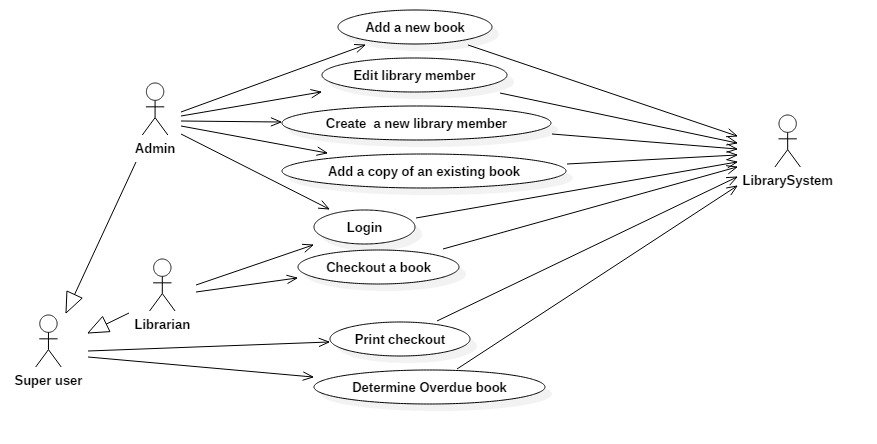 Add a new book
Edit library member
Create  a new library member
Admin
Add a copy of an existing book
LibrarySystem
Login
Checkout a book
Librarian
Print checkout
Super user
Determine Overdue book